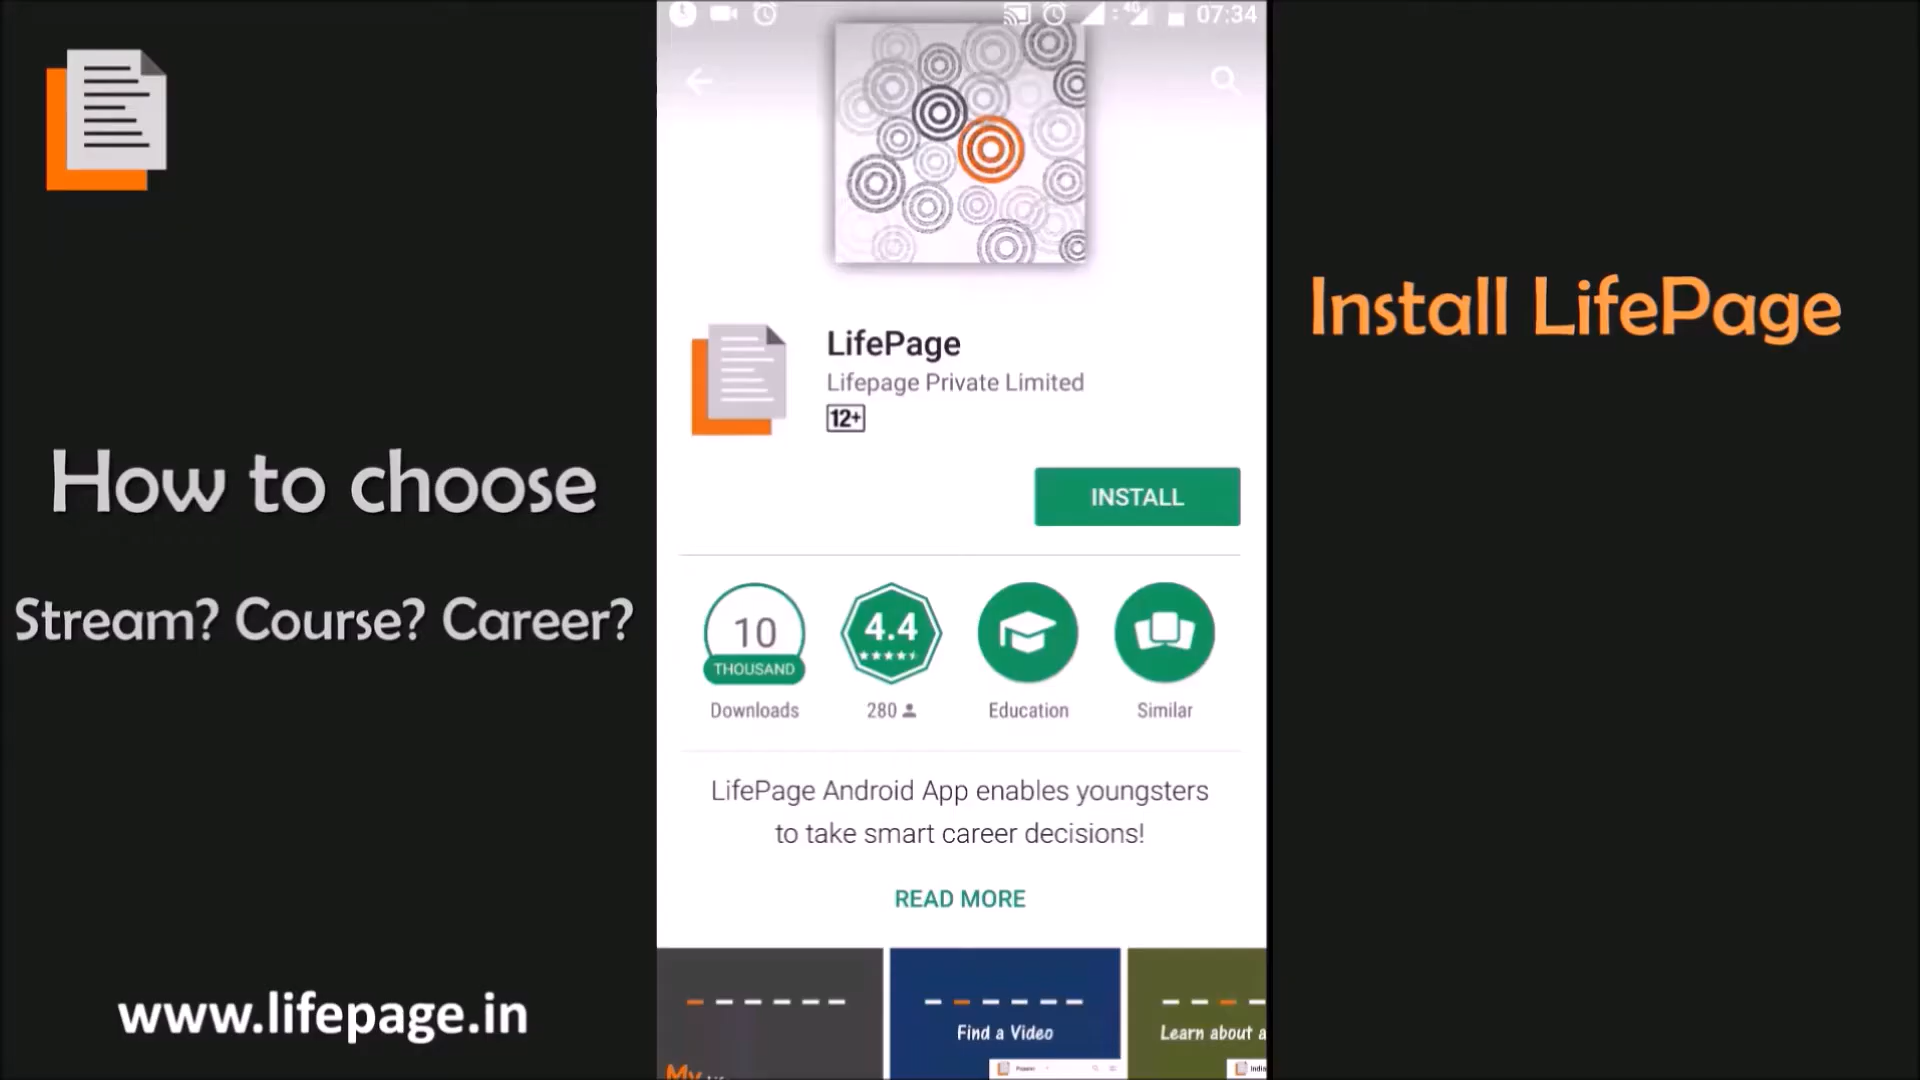 4G 07:34
Install LifePage
LifePage
Lifepage Private Limited
12+
How to choose
INSTALL
Stream? Course? Career?
10
THOUSAND
4.4
Downloads
280
Education
Similar
LifePage Android App enables youngsters
to take smart career decisions!
READ MORE
www.lifepage.in
Find a Video
Learn about a
My